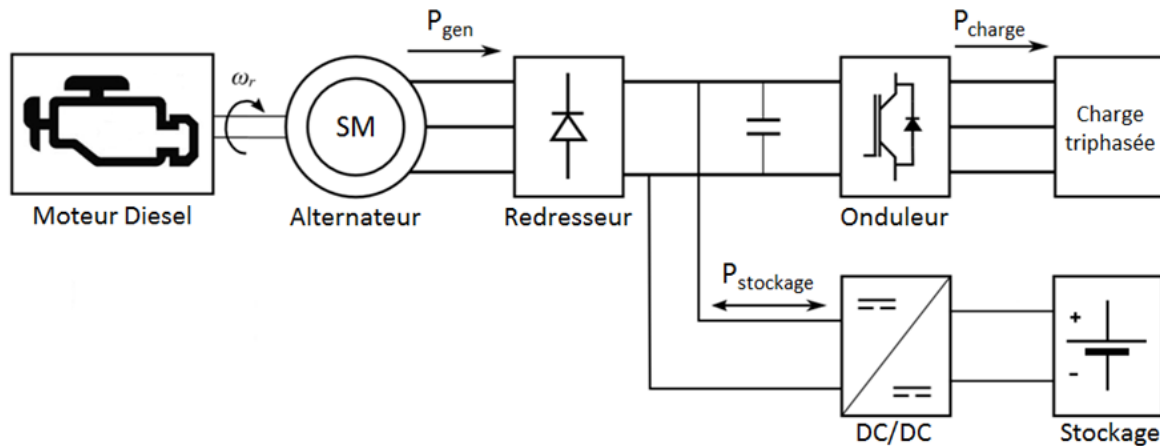 P_gen
P_charge
ω_r
SM
Charge
triphasée
Moteur Diesel
Alternateur
Redresseur
Onduleur
P_stockage
+
-
DC/DC
Stockage